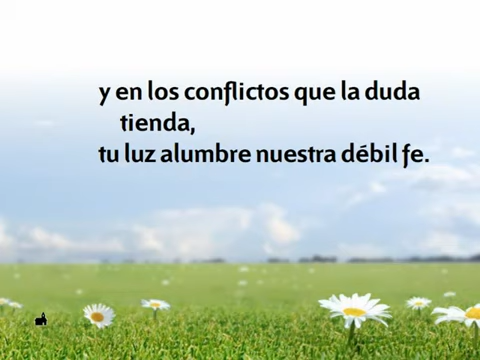 y en los conflictos que la duda
tienda,
tu luz alumbre nuestra débil fe.